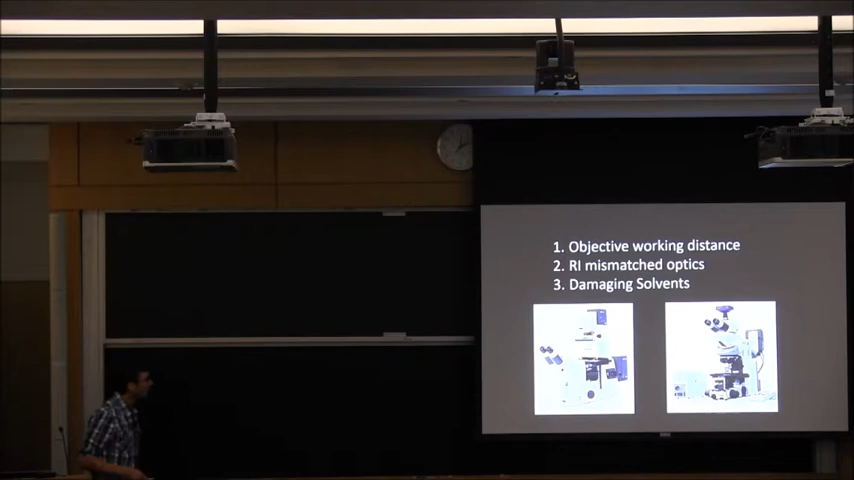 1. Objective working distance
2. RI mismatched optics
3. Damaging Solvents